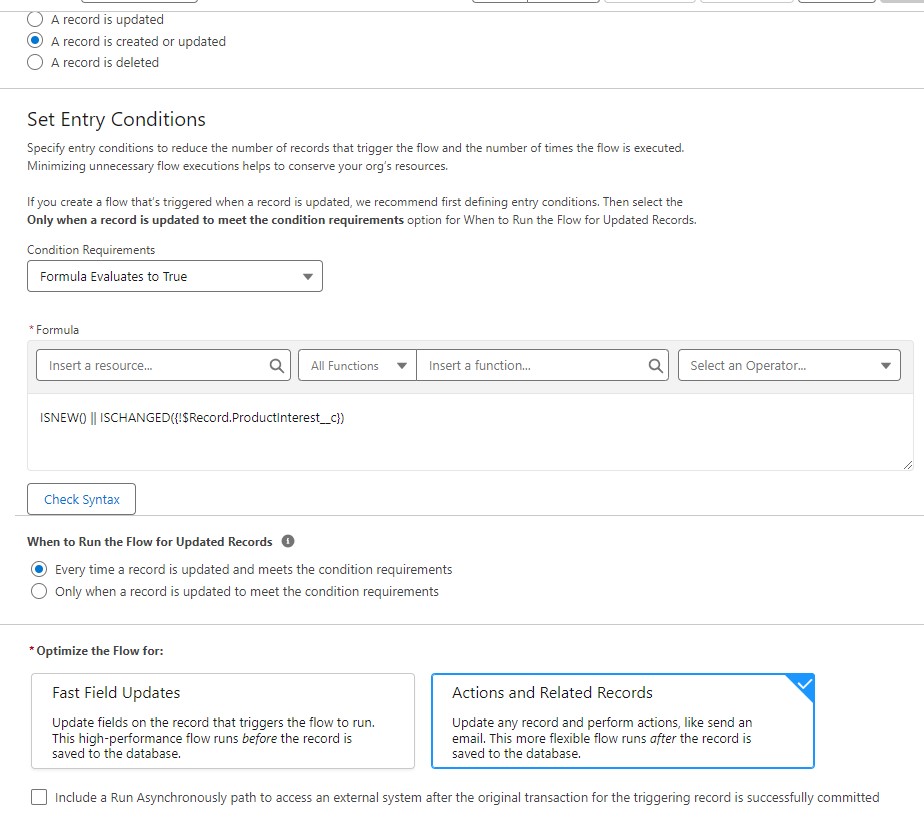 A record is updated
A record is created or updated
A record is deleted
Set Entry Conditions
Specify entry conditions to reduce the number of records that trigger the flow and the number of times the flow is executed.
Minimizing unnecessary flow executions helps to conserve your org's resources.
If you create a flow that's triggered when a record is updated, we recommend first defining entry conditions. Then select the
Only when a record is updated to meet the condition requirements option for When to Run the Flow for Updated Records.
Condition Requirements
Formula Evaluates to True
* Formula
Insert a resource... All Functions Insert a function... Select an Operator...
ISNEW() || ISCHANGED({!$Record.ProductInterest__c})
Check Syntax
When to Run the Flow for Updated Records
Every time a record is updated and meets the condition requirements
Only when a record is updated to meet the condition requirements
* Optimize the Flow for:
Fast Field Updates
Update fields on the record that triggers the flow to run.
This high-performance flow runs before the record is
saved to the database.
Actions and Related Records
Update any record and perform actions, like send an
email. This more flexible flow runs after the record is
saved to the database.
Include a Run Asynchronously path to access an external system after the original transaction for the triggering record is successfully committed